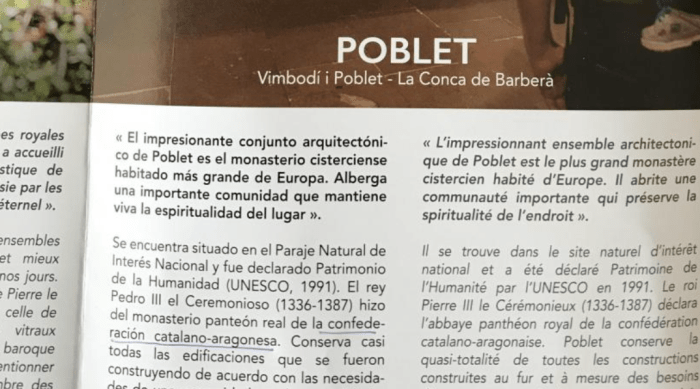 POBLET
Vimbodí i Poblet - La Conca de Barberà
es royales
a accueilli
stique de
sie par les
éternel ».
ensembles
et mieux
nos jours.
e Pierre le
celle de
vitraux
baroque
entionner
mbre des
« El impresionante conjunto arquitectóni-
co de Poblet es el monasterio cisterciense
habitado más grande de Europa. Alberga
una importante comunidad que mantiene
viva la espiritualidad del lugar ».
Se encuentra situado en el Paraje Natural de
Interés Nacional y fue declarado Patrimonio
de la Humanidad (UNESCO, 1991). El rey
Pedro III el Ceremonioso (1336-1387) hizo
del monasterio panteón real de la confede-
ración catalano-aragonesa. Conserva casi
todas las edificaciones que se fueron
construyendo de acuerdo con las necesida-
« L'impressionnant ensemble architectoni-
que de Poblet est le plus grand monastère
cistercien habité d'Europe. Il abrite une
communauté importante qui préserve la
spiritualité de l'endroit ».
Il se trouve dans le site naturel d'intérêt
national et a été déclaré Patrimoine de
l'Humanité par l'UNESCO en 1991. Le roi
Pierre III le Cérémonieux (1336-1387) déclara
l'abbaye panthéon royal de la confédération
catalano-aragonaise. Poblet conserve la
quasi-totalité de toutes les constructions
construites au fur et à mesure des besoins